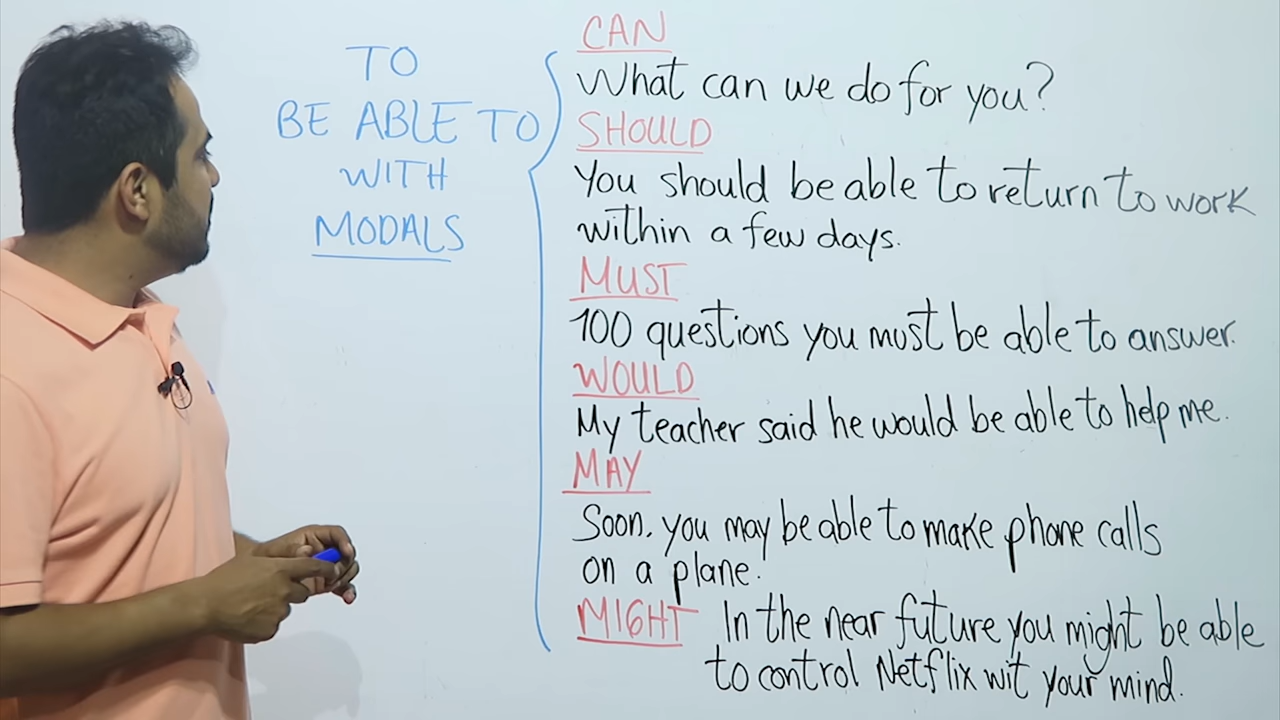 TO
BE ABLE TO
WITH
MODALS
CAN
What can we do for you?
SHOULD
You should be able to return to work
within a few days.
MUST
100 questions you must be able to answer.
WOULD
My teacher said he would be able to help me.
MAY
Soon, you may be able to make phone calls
on a plane.
MIGHT In the near future you might be able
to control Netflix wit your mind.